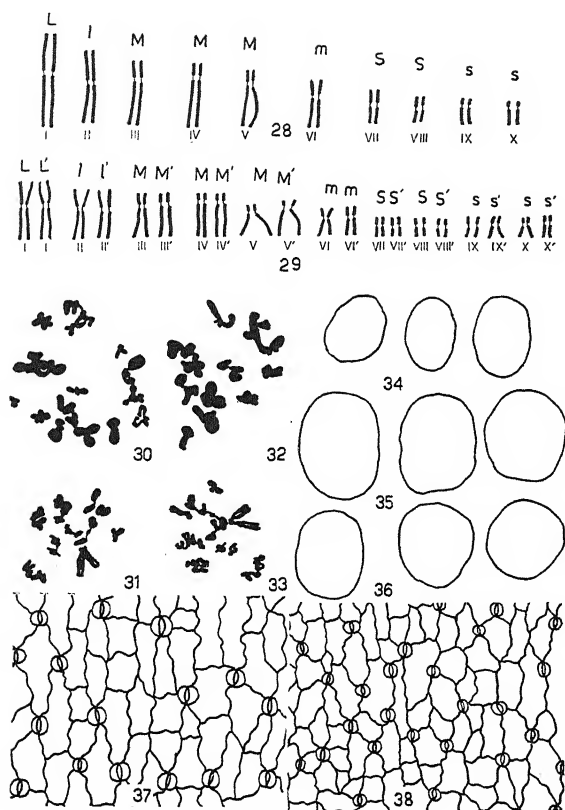 L l M M M m S S s s
I II III IV V VI VII VIII IX X
28
L L' l l' M M' M M' M M' m m S S' S S' s s' s s'
I I II II' III III' IV IV' V V' VI VI' VII VII' VIII VIII' IX IX' X X'
29
30 32 34
35
31 33 36
37 38